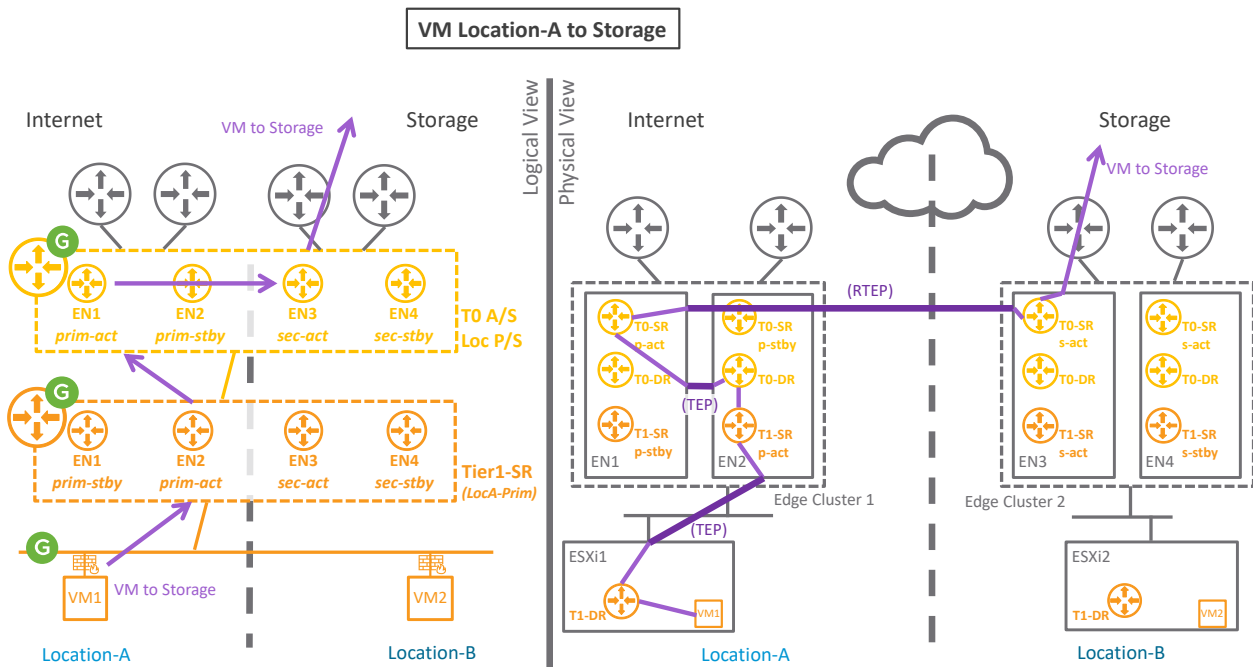 VM Location-A to Storage
Logical View
Physical View
Internet
VM to Storage
Storage
G
EN1
EN2
EN3
EN4
prim-act
prim-stby
sec-act
sec-stby
T0 A/S
Loc P/S
G
EN1
EN2
EN3
EN4
prim-stby
prim-act
sec-act
sec-stby
Tier1-SR
(LocA-Prim)
G
VM1
VM to Storage
VM2
Location-A
Location-B
Internet
Storage
VM to Storage
(RTEP)
T0-SR
p-act
T0-DR
T1-SR
p-stby
EN1
(TEP)
T0-SR
p-stby
T0-DR
T1-SR
p-act
EN2
Edge Cluster 1
(TEP)
ESXi1
T1-DR
VM1
Location-A
T0-SR
s-act
T0-DR
T1-SR
s-act
EN3
T0-SR
s-stby
T0-DR
T1-SR
s-stby
EN4
Edge Cluster 2
ESXi2
T1-DR
VM2
Location-B